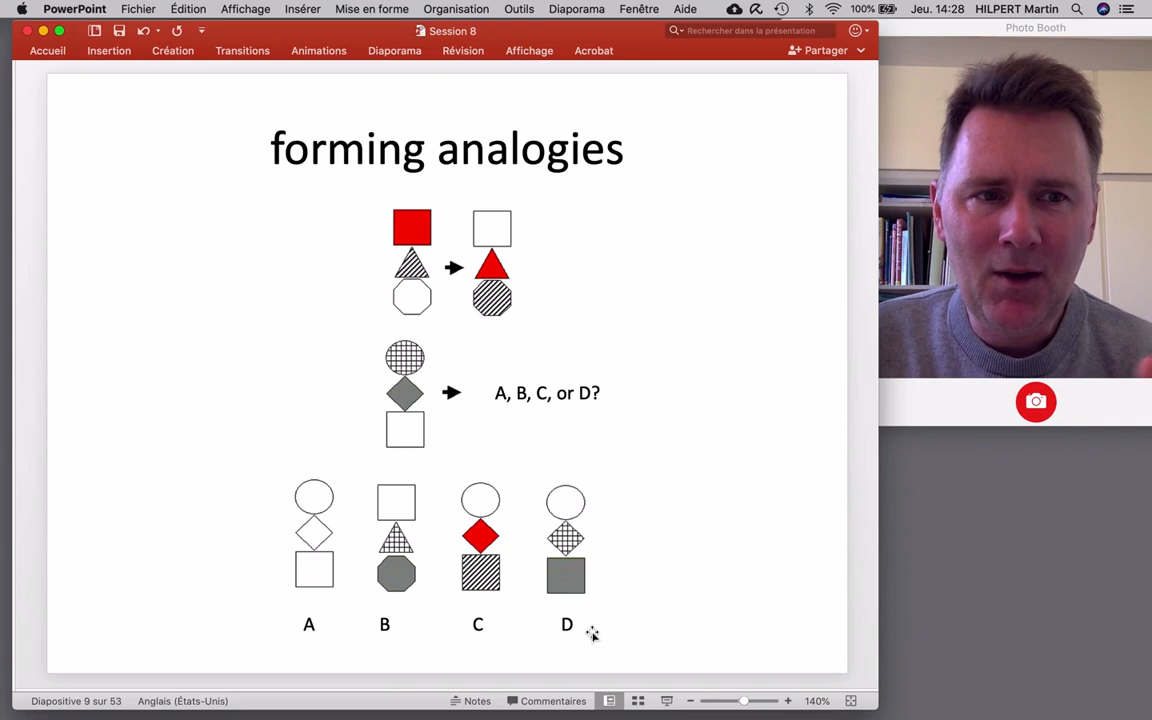 PowerPoint Fichier Édition Affichage Insérer Mise en forme Organisation Outils Diaporama Fenêtre Aide 100% Jeu. 14:28 HILPERT Martin
Session 8
Rechercher dans la présentation
Photo Booth
Accueil Insertion Création Transitions Animations Diaporama Révision Affichage Acrobat Partager
forming analogies
A, B, C, or D?
A B C D
Diapositive 9 sur 53 Anglais (États-Unis) Notes Commentaires 140%